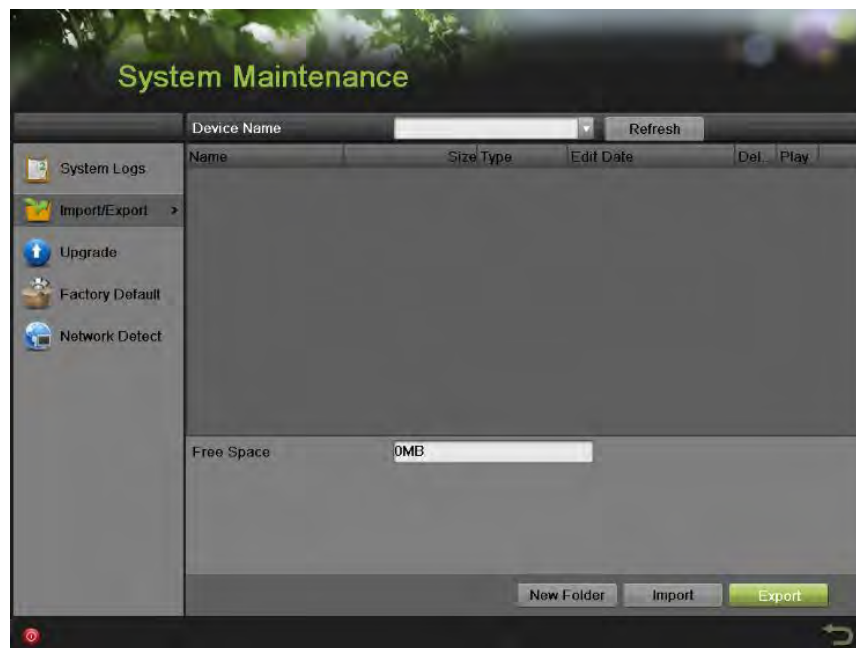 System Maintenance
Device Name
Refresh
Name Size Type Edit Date Del... Play
System Logs
Import/Export >
Upgrade
Factory Default
Network Detect
Free Space 0MB
New Folder Import Export